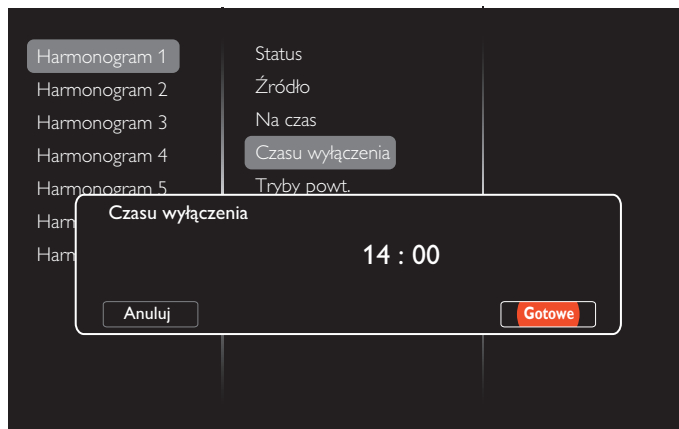 Harmonogram 1
Harmonogram 2
Harmonogram 3
Harmonogram 4
Harmonogram 5
Status
Źródło
Na czas
Czasu wyłączenia
Tryby powt.
Czasu wyłączenia
14 : 00
Anuluj
Gotowe